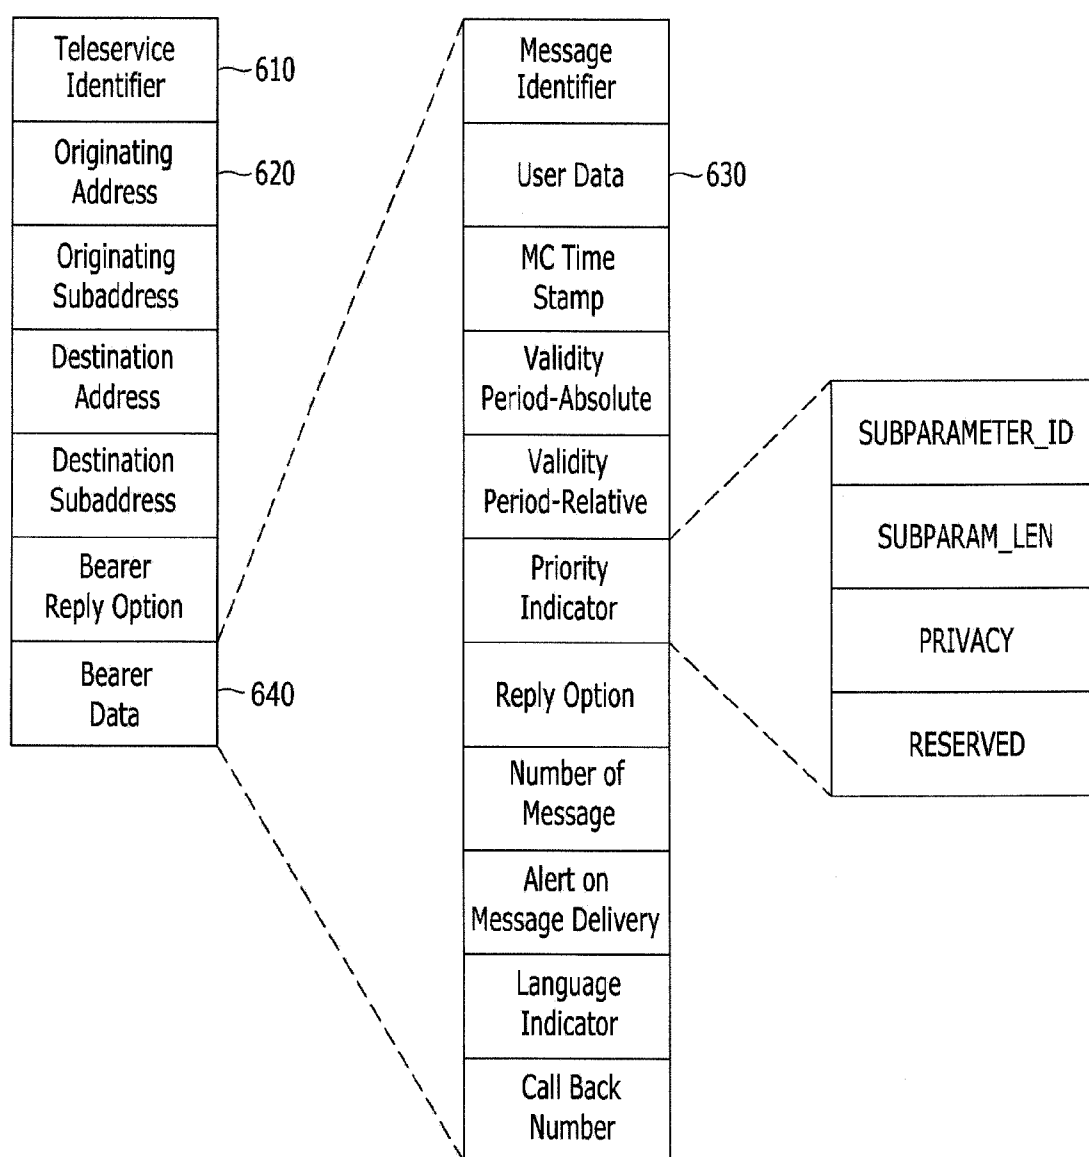 Teleservice
Identifier
610
Originating
Address
620
Originating
Subaddress
Destination
Address
Destination
Subaddress
Bearer
Reply Option
Bearer
Data
640
Message
Identifier
User Data
630
MC Time
Stamp
Validity
Period-Absolute
Validity
Period-Relative
Priority
Indicator
Reply Option
Number of
Message
Alert on
Message Delivery
Language
Indicator
Call Back
Number
SUBPARAMETER_ID
SUBPARAM_LEN
PRIVACY
RESERVED